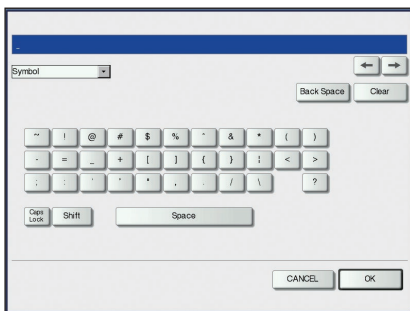 _
Symbol
← →
Back Space Clear
~ ! @ # $ % ^ & * ( )
- = _ + [ ] { } ¦ < >
; : ` ' " , . / \ ?
Caps Lock Shift Space
CANCEL OK